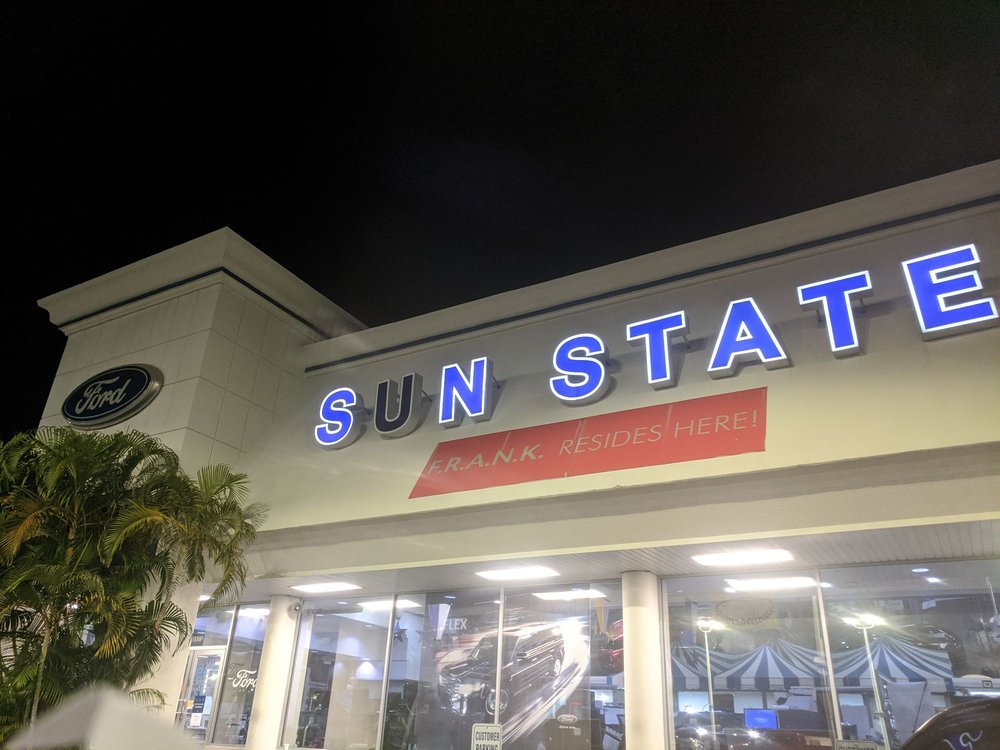 SUN STATE
Ford
F.R.A.N.K. RESIDES HERE!
FLEX
Ford
CUSTOMER
PARKING